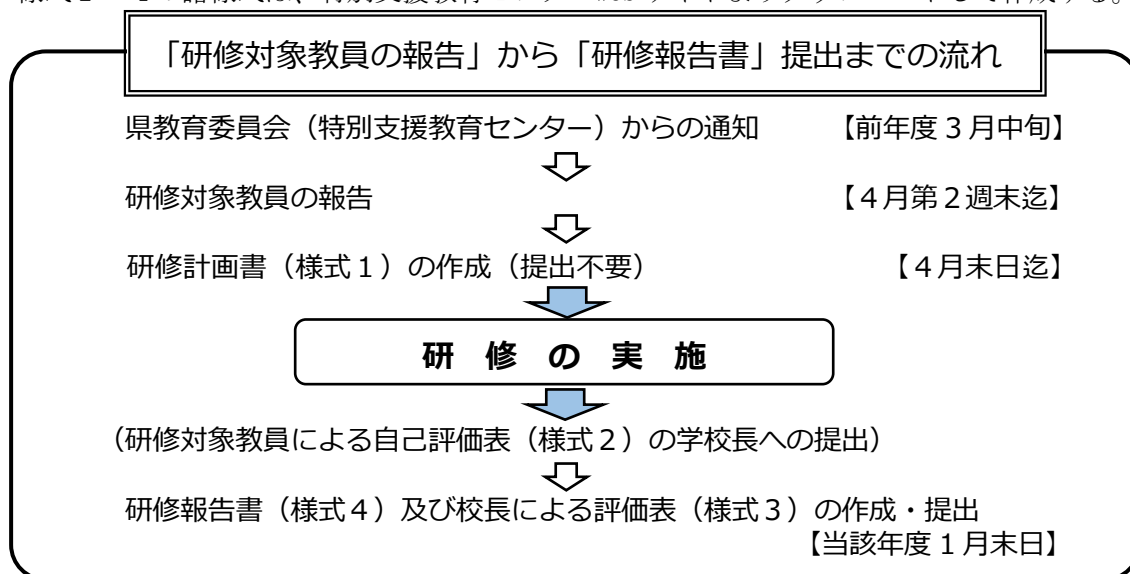 「研修対象教員の報告」から「研修報告書」提出までの流れ
県教育委員会（特別支援教育センター）からの通知 【前年度３月中旬】
研修対象教員の報告 【４月第２週末迄】
研修計画書（様式１）の作成（提出不要） 【４月末日迄】
研 修 の 実 施
（研修対象教員による自己評価表（様式２）の学校長への提出）
研修報告書（様式４）及び校長による評価表（様式３）の作成・提出
【当該年度１月末日】